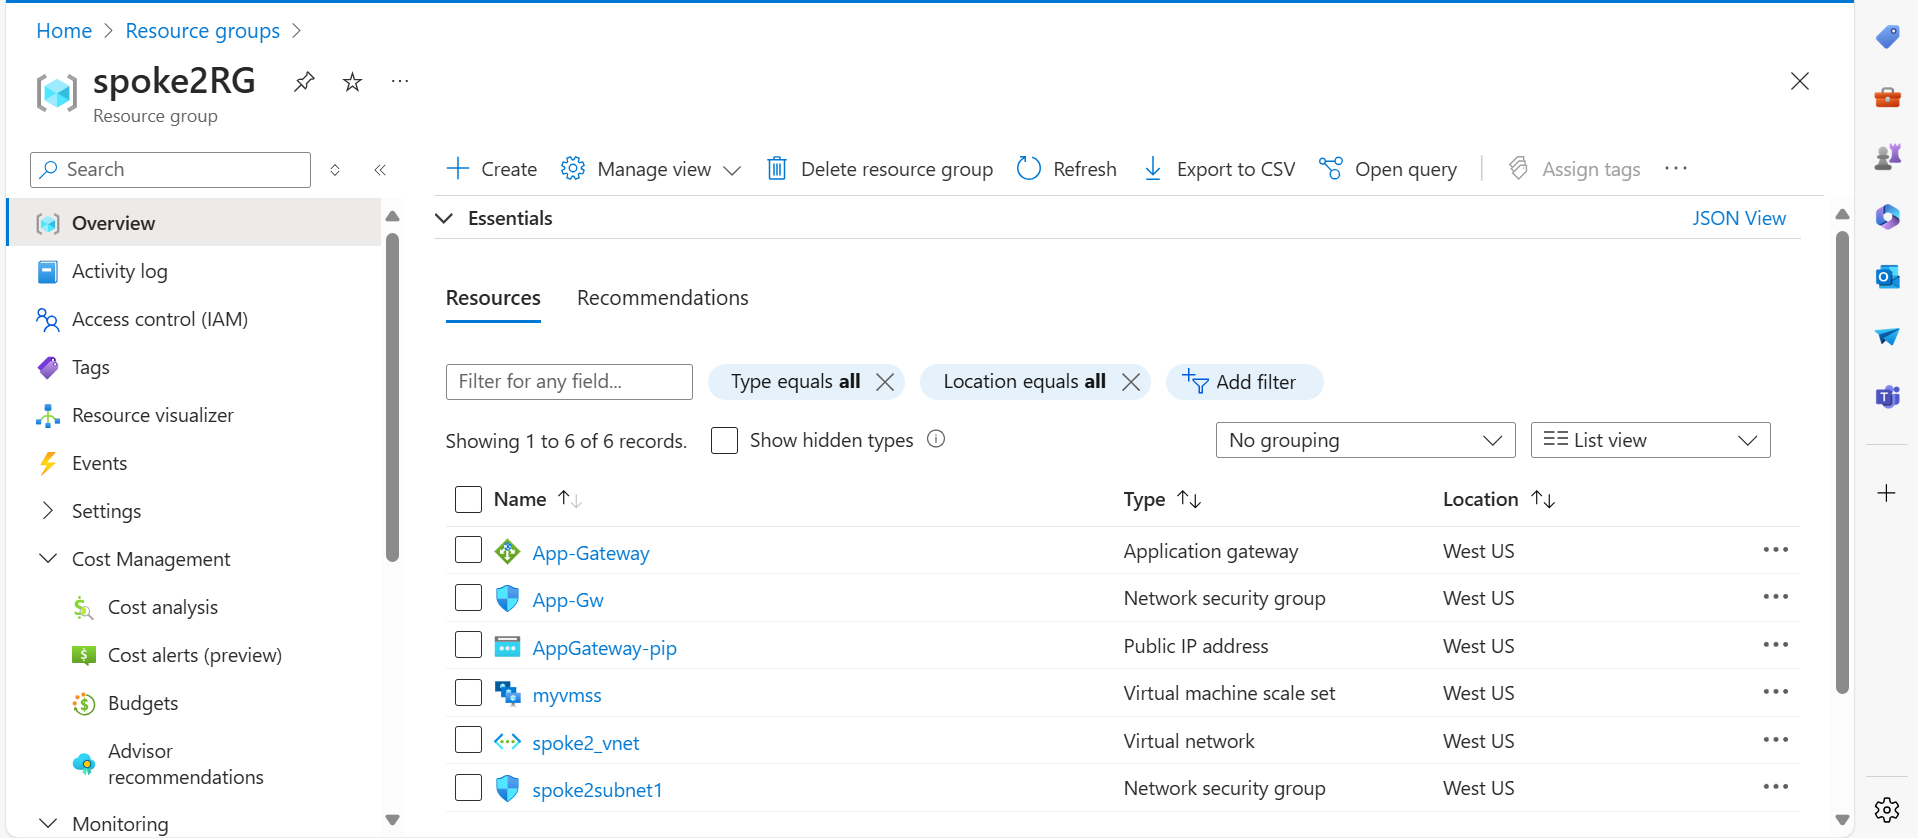 Home > Resource groups >
spoke2RG
Resource group
Search
Overview
Activity log
Access control (IAM)
Tags
Resource visualizer
Events
Settings
Cost Management
Cost analysis
Cost alerts (preview)
Budgets
Advisor
recommendations
Monitoring
Create Manage view Delete resource group Refresh Export to CSV Open query Assign tags
Essentials JSON View
Resources Recommendations
Filter for any field... Type equals all Location equals all Add filter
Showing 1 to 6 of 6 records. Show hidden types No grouping List view
Name Type Location
App-Gateway Application gateway West US
App-Gw Network security group West US
AppGateway-pip Public IP address West US
myvmss Virtual machine scale set West US
spoke2_vnet Virtual network West US
spoke2subnet1 Network security group West US